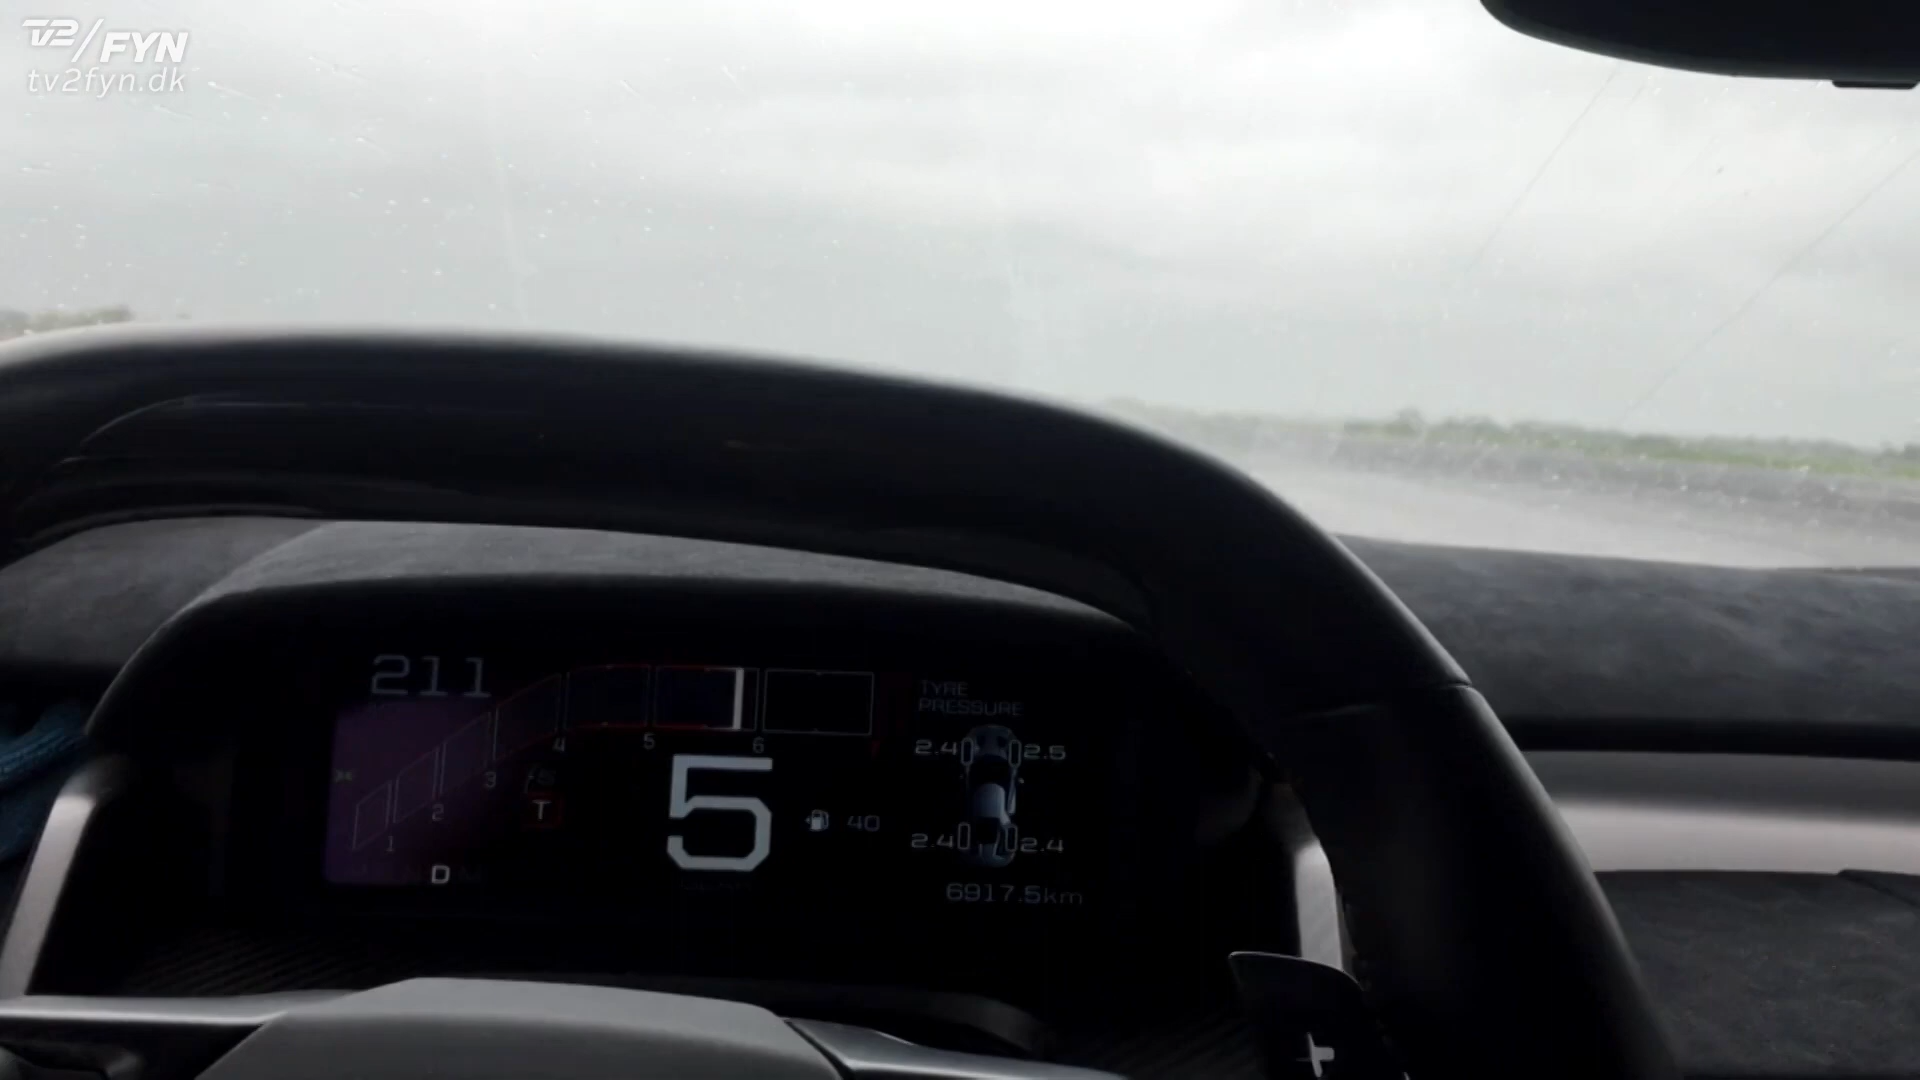 TV2/FYN
tv2fyn.dk
211
TYRE
PRESSURE
2.4 2.5
4 5 6
3
2
1
T
5
40
2.4 2.4
D
6917.5km
+